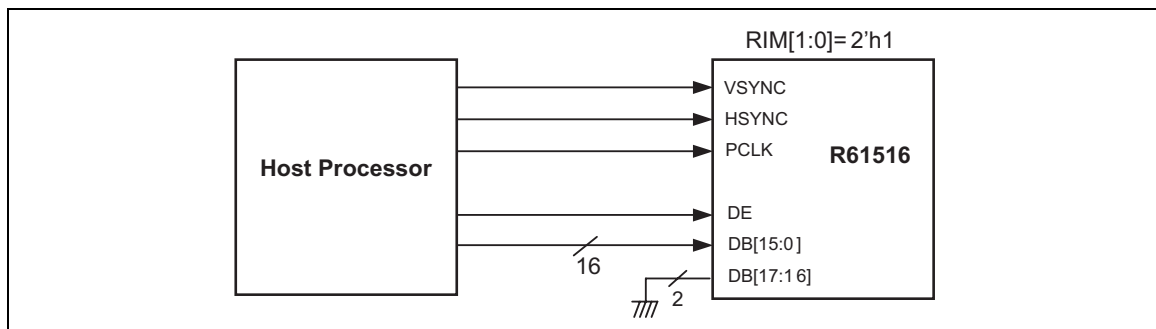 RIM[1:0]= 2'h1
VSYNC
HSYNC
PCLK
R61516
Host Processor
DE
DB[15:0]
16
DB[17:16]
2